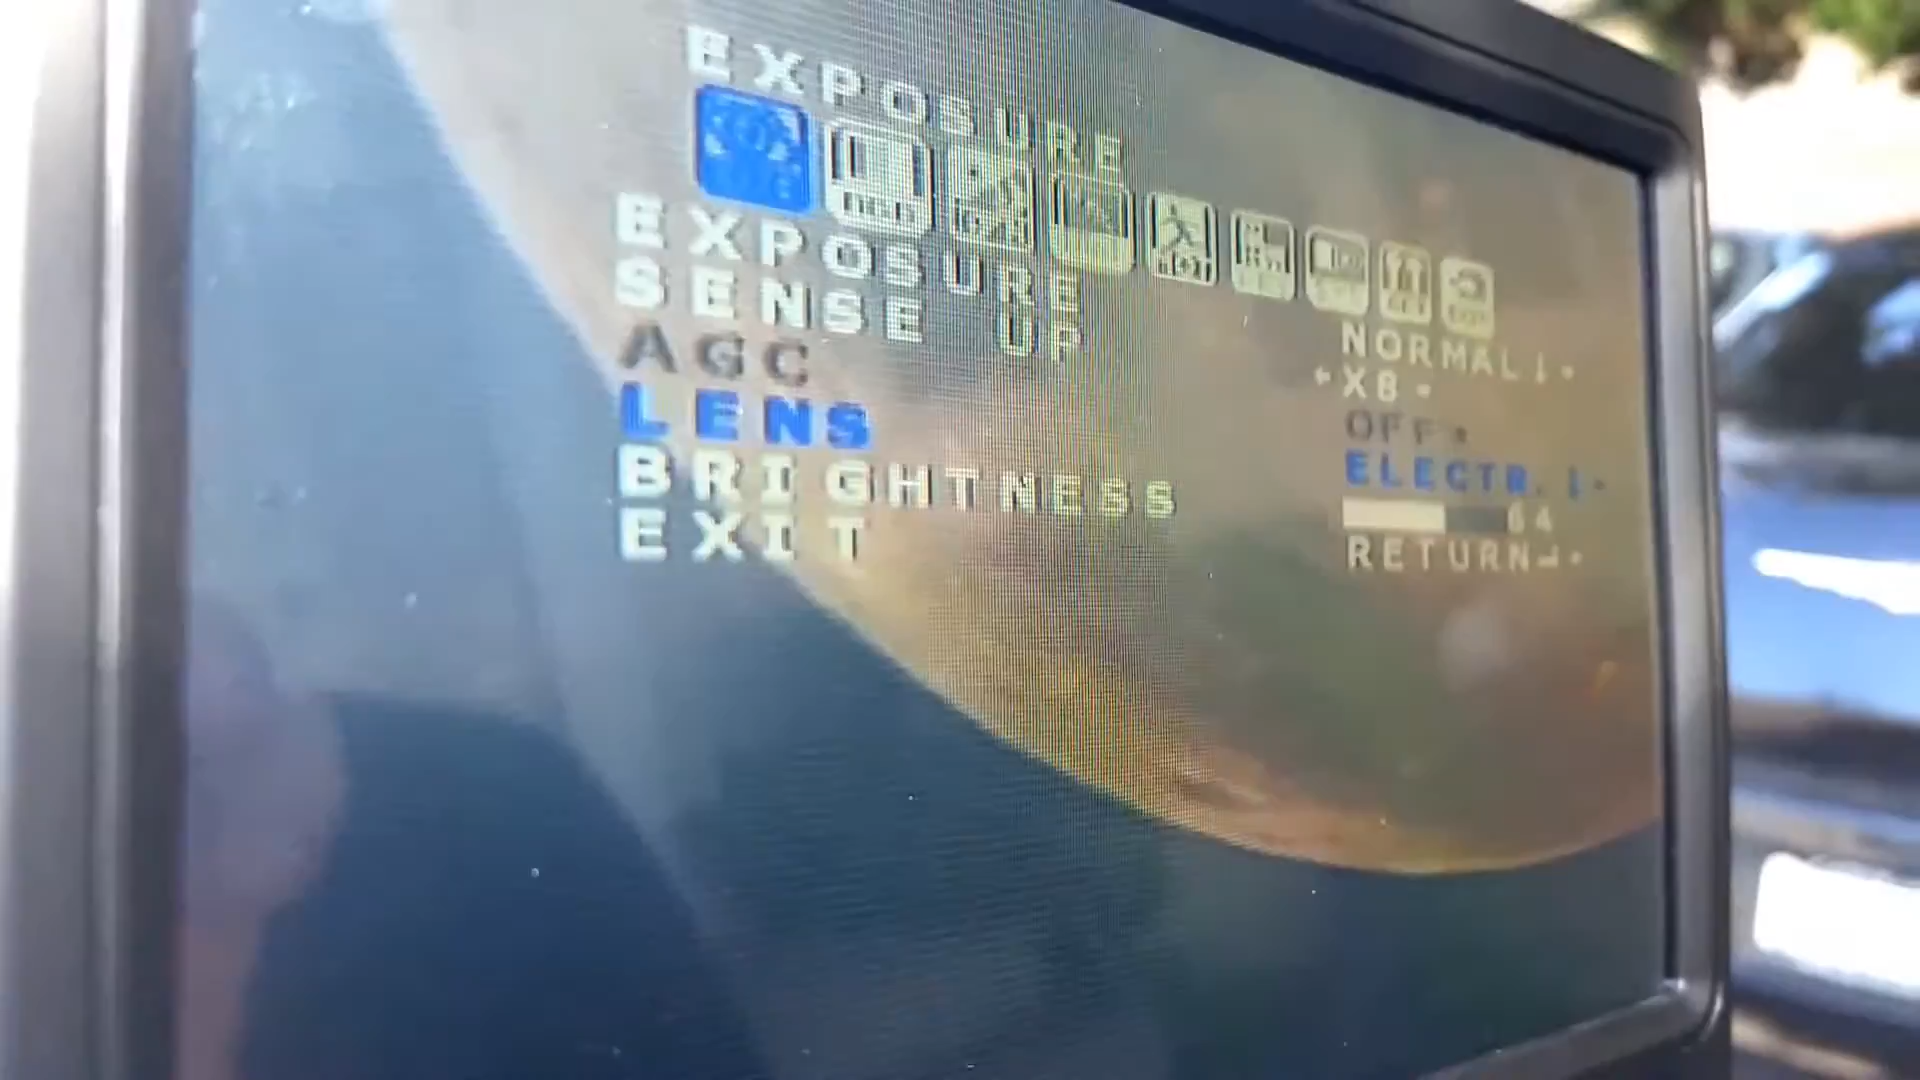 EXPOSURE
EXPOSURE NORMAL
SENSE UP X8
AGC OFF
LENS ELECTR.
BRIGHTNESS 64
EXIT RETURN